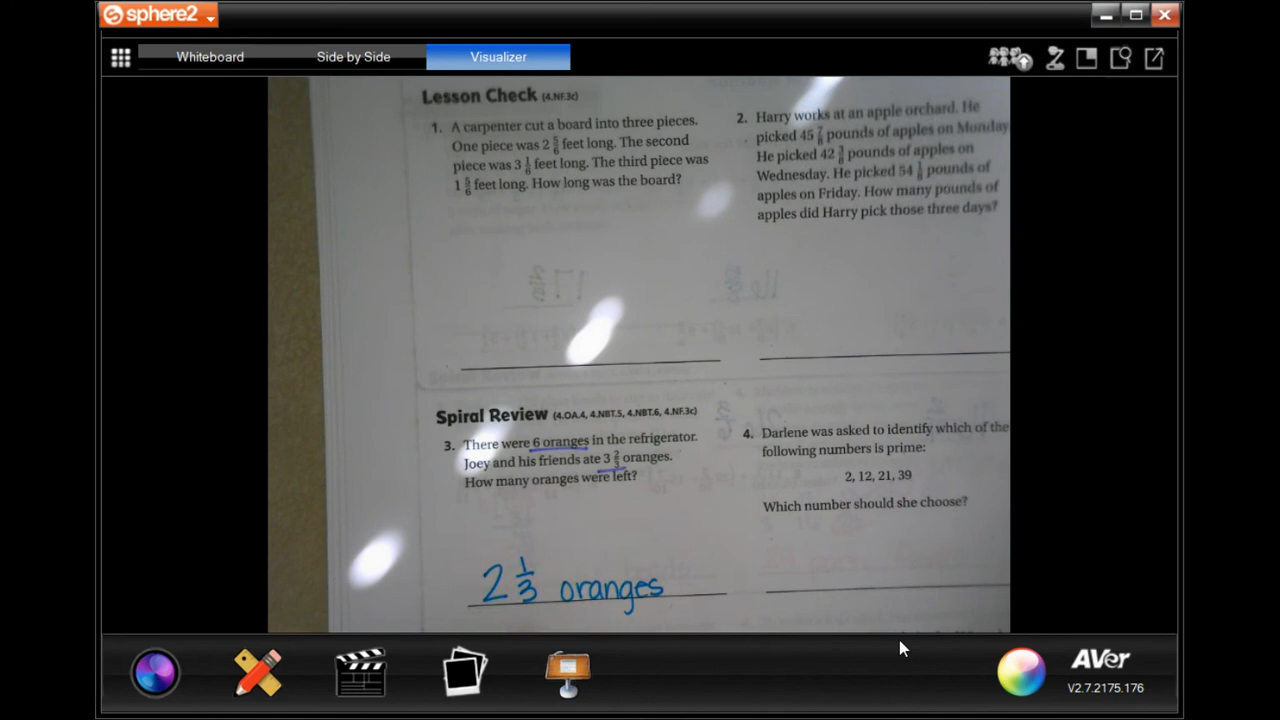 sphere2
Whiteboard
Side by Side
Visualizer
Lesson Check (4.NF.3c)
1. A carpenter cut a board into three pieces.
One piece was 2 5/6 feet long. The second
piece was 3 1/6 feet long. The third piece was
1 5/6 feet long. How long was the board?
2. Harry works at an apple orchard. He
picked 45 7/8 pounds of apples on Monday
He picked 42 3/8 pounds of apples on
Wednesday. He picked 54 1/8 pounds of
apples on Friday. How many pounds of
apples did Harry pick those three days?
Spiral Review (4.OA.4, 4.NBT.5, 4.NBT.6, 4.NF.3c)
3. There were 6 oranges in the refrigerator.
Joey and his friends ate 3 2/3 oranges.
How many oranges were left?
2 1/3 oranges
4. Darlene was asked to identify which of the
following numbers is prime:
2, 12, 21, 39
Which number should she choose?
AVer
V2.7.2175.176